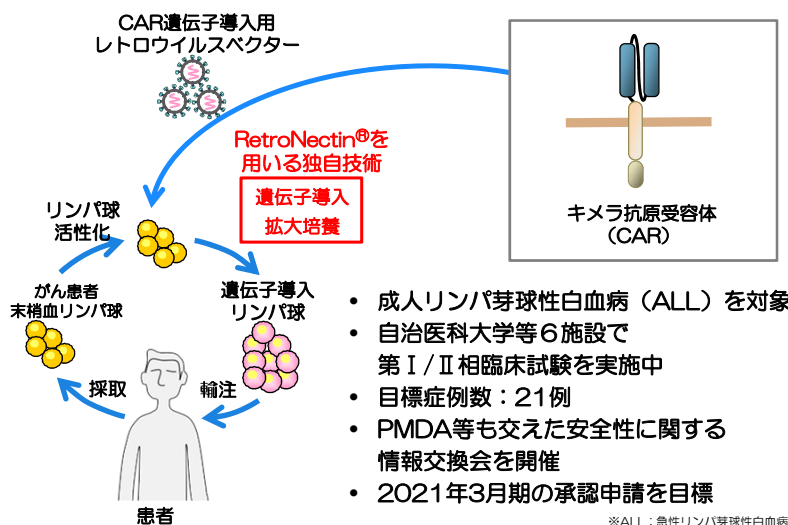 CAR遺伝子導入用
レトロウイルスベクター
RetroNectin®を
用いる独自技術
遺伝子導入
拡大培養
キメラ抗原受容体
（CAR）
リンパ球
活性化
がん患者
末梢血リンパ球
遺伝子導入
リンパ球
採取
輸注
患者
• 成人リンパ芽球性白血病（ALL）を対象
• 自治医科大学等６施設で
第Ⅰ/Ⅱ相臨床試験を実施中
• 目標症例数：21例
• PMDA等も交えた安全性に関する
情報交換会を開催
• 2021年3月期の承認申請を目標
※ALL：急性リンパ芽球性白血病